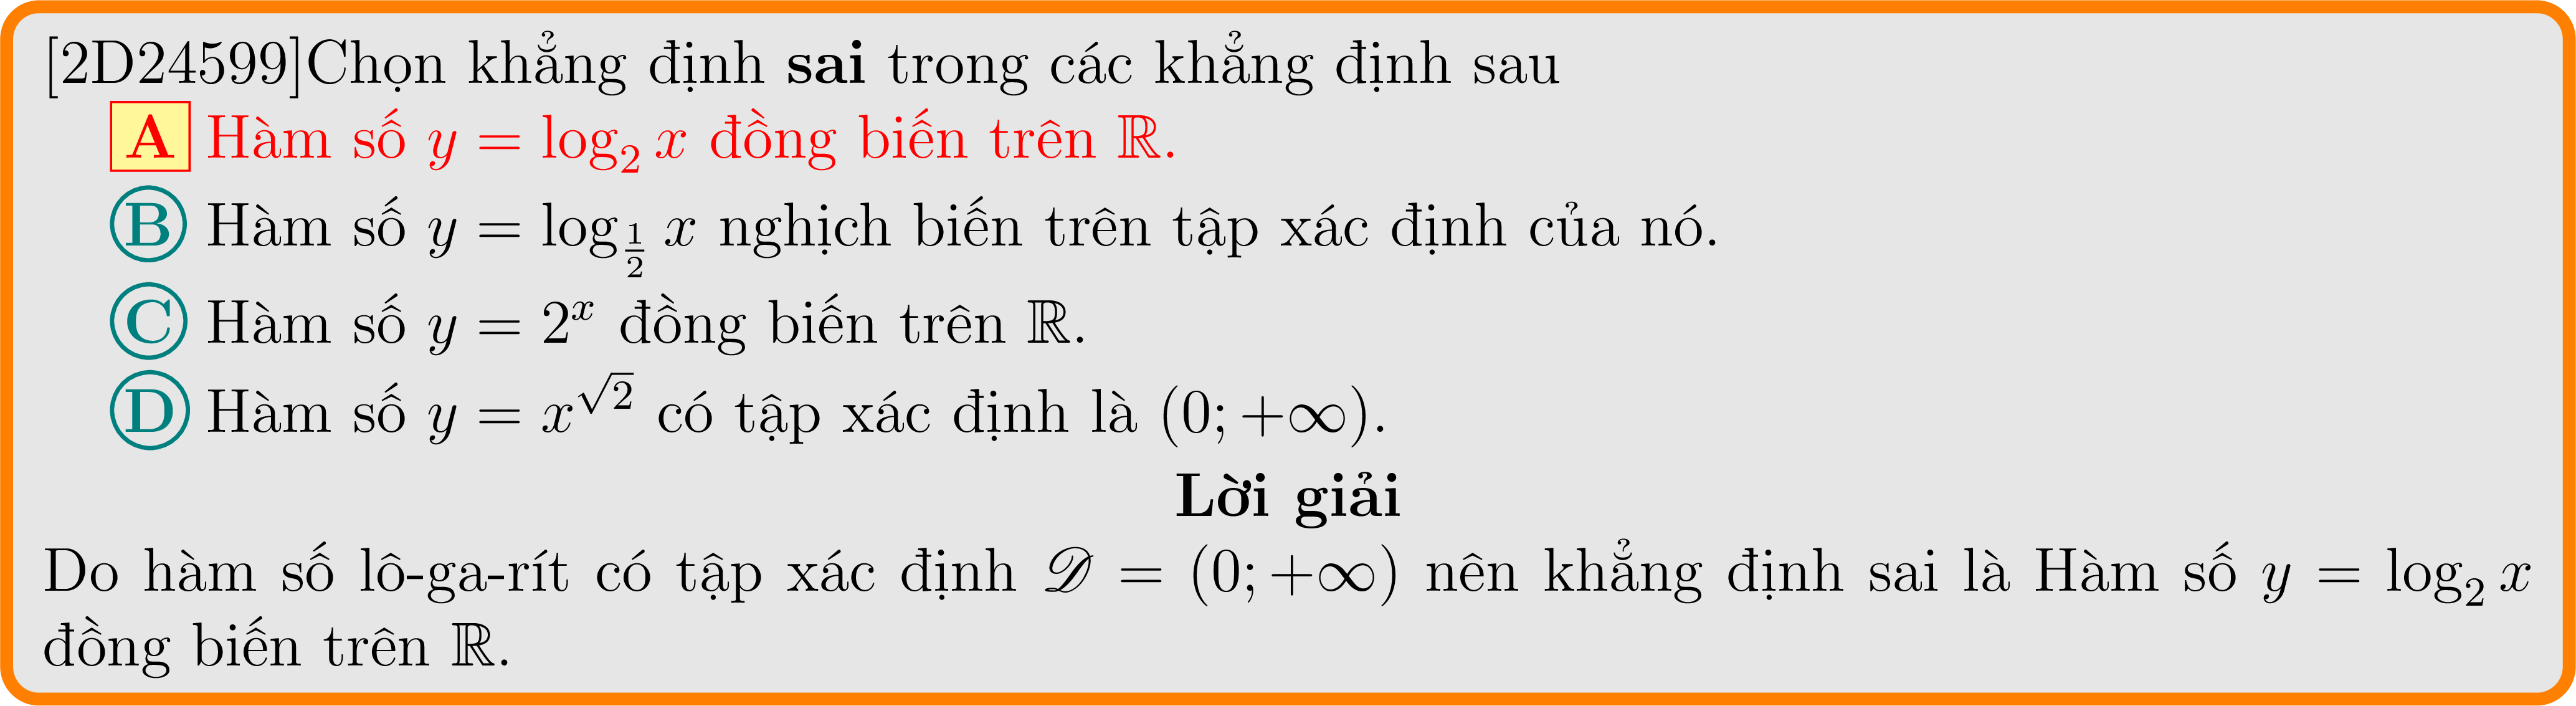 [2D24599]Chọn khẳng định sai trong các khẳng định sau
A Hàm số $y = \log_2 x$ đồng biến trên $\mathbb{R}$.
B Hàm số $y = \log_{\frac{1}{2}} x$ nghịch biến trên tập xác định của nó.
C Hàm số $y = 2^x$ đồng biến trên $\mathbb{R}$.
D Hàm số $y = x^{\sqrt{2}}$ có tập xác định là $(0; +\infty)$.
Lời giải
Do hàm số lô-ga-rít có tập xác định $\mathscr{D} = (0; +\infty)$ nên khẳng định sai là Hàm số $y = \log_2 x$
đồng biến trên $\mathbb{R}$.